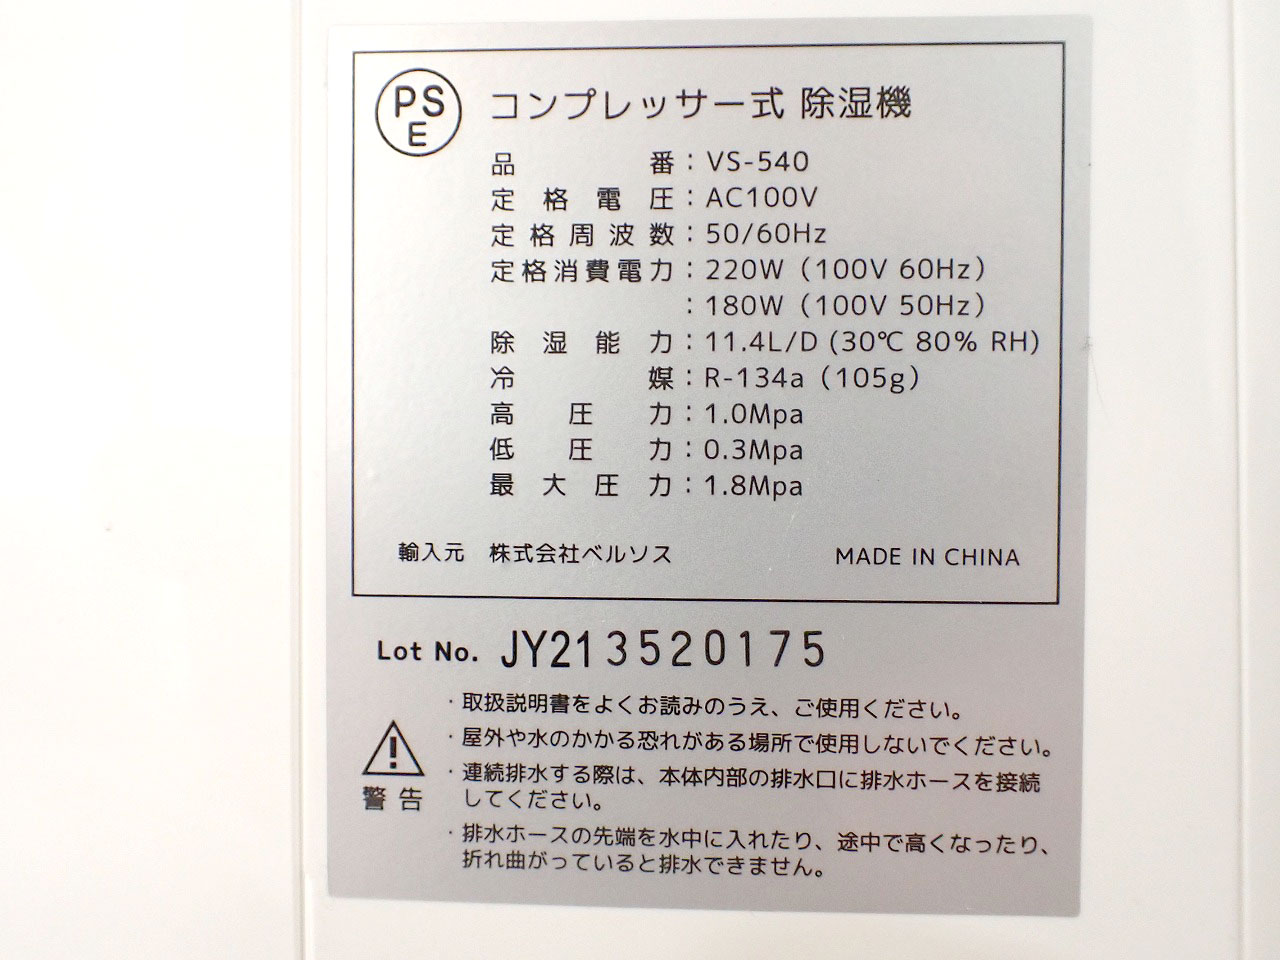 PS
E
コンプレッサー式 除湿機
品番：VS-540
定格電圧：AC100V
定格周波数：50/60Hz
定格消費電力：220W（100V 60Hz）
：180W（100V 50Hz）
除湿能力：11.4L/D (30℃ 80% RH)
冷媒：R-134a（105g）
高圧力：1.0Mpa
低圧力：0.3Mpa
最大圧力：1.8Mpa
輸入元 株式会社ベルソス MADE IN CHINA
Lot No. JY213520175
・取扱説明書をよくお読みのうえ、ご使用ください。
・屋外や水のかかる恐れがある場所で使用しないでください。
・連続排水する際は、本体内部の排水口に排水ホースを接続
してください。
・排水ホースの先端を水中に入れたり、途中で高くなったり、
折れ曲がっていると排水できません。
警告